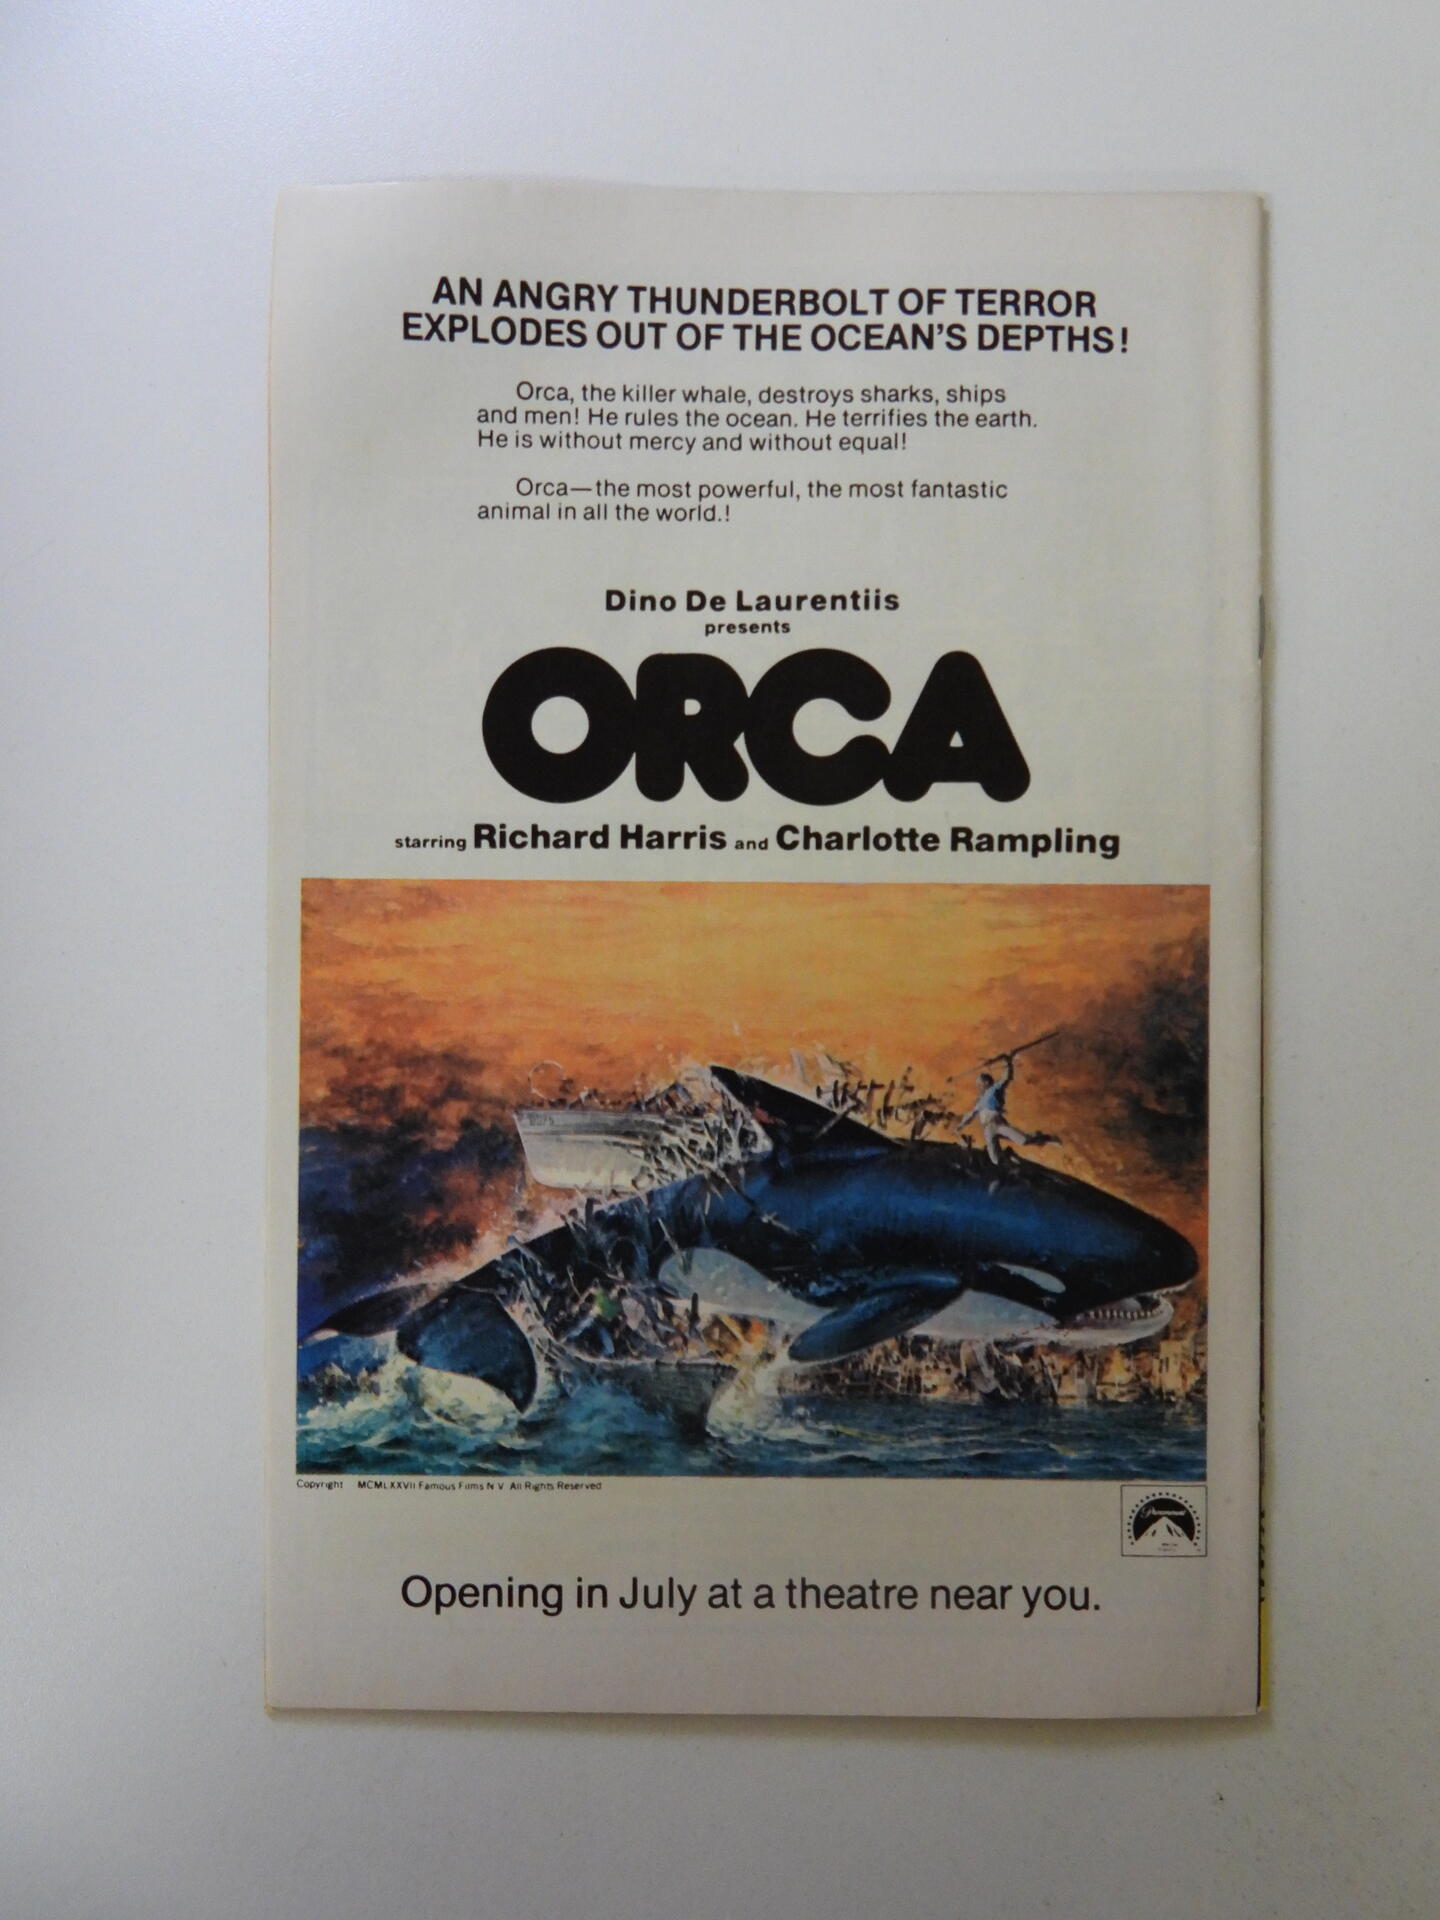 AN ANGRY THUNDERBOLT OF TERROR
EXPLODES OUT OF THE OCEAN'S DEPTHS!
Orca, the killer whale, destroys sharks, ships
and men! He rules the ocean. He terrifies the earth.
He is without mercy and without equal!
Orca—the most powerful, the most fantastic
animal in all the world.!
Dino De Laurentiis
presents
ORCA
starring Richard Harris and Charlotte Rampling
Copyright MCMLXXVII Famous Films N V All Rights Reserved
Paramount
Opening in July at a theatre near you.